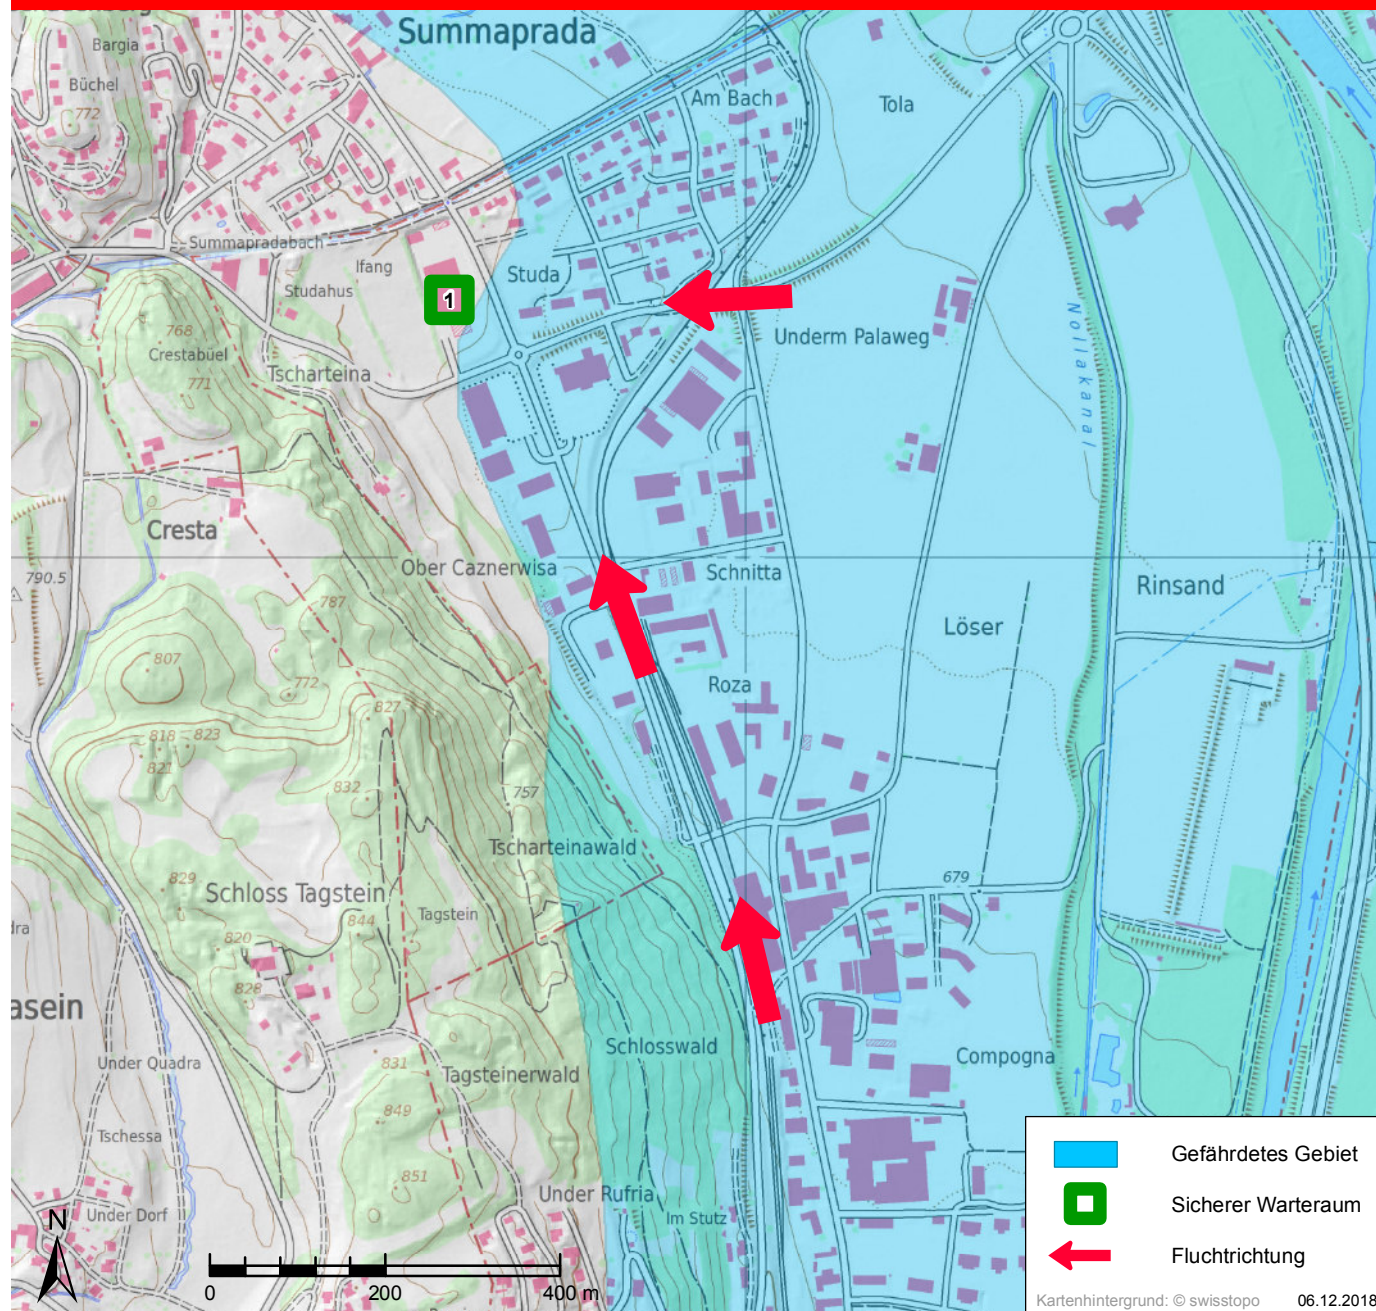 Summaprada
Bargia
Büchel
772
Am Bach
Tola
Summapradabach
Ifang
Studahus
Studa
1
768
Crestabüel
771
Tscharteina
Underm Palaweg
Nollakanal
Cresta
790.5
Ober Caznerwisa
Schnitta
Rinsand
787
Löser
807
772
Roza
827
818
823
821
832
757
Tscharteinawald
829
Schloss Tagstein
679
Tagstein
844
820
828
asein
Schlosswald
Compogna
Under Quadra
831
Tagsteinerwald
849
Tschessa
851
Under Rufria
Under Dorf
Im Stutz
N
0
200
400 m
Gefährdetes Gebiet
Sicherer Warteraum
Fluchtrichtung
Kartenhintergrund: © swisstopo
06.12.2018